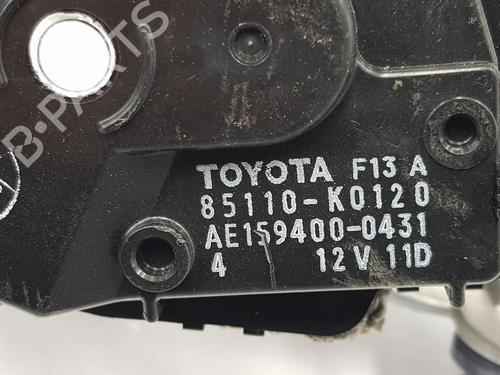 B-PARTS
TOYOTA F13 A
85110-K0120
AE159400-0431
4 12V 11D